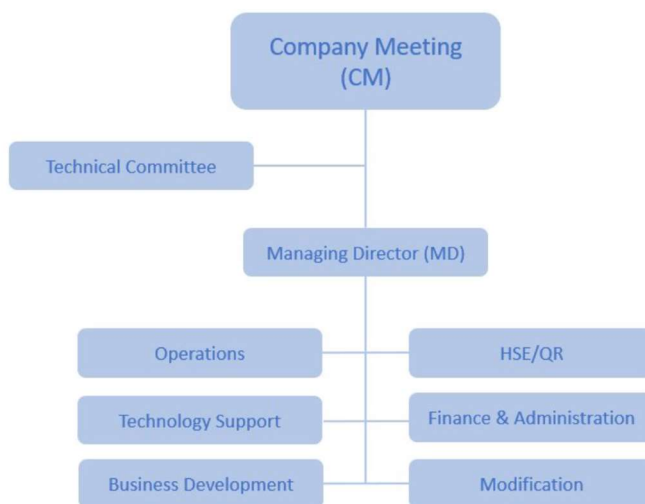 Company Meeting
(CM)
Technical Committee
Managing Director (MD)
Operations
HSE/QR
Technology Support
Finance & Administration
Business Development
Modification